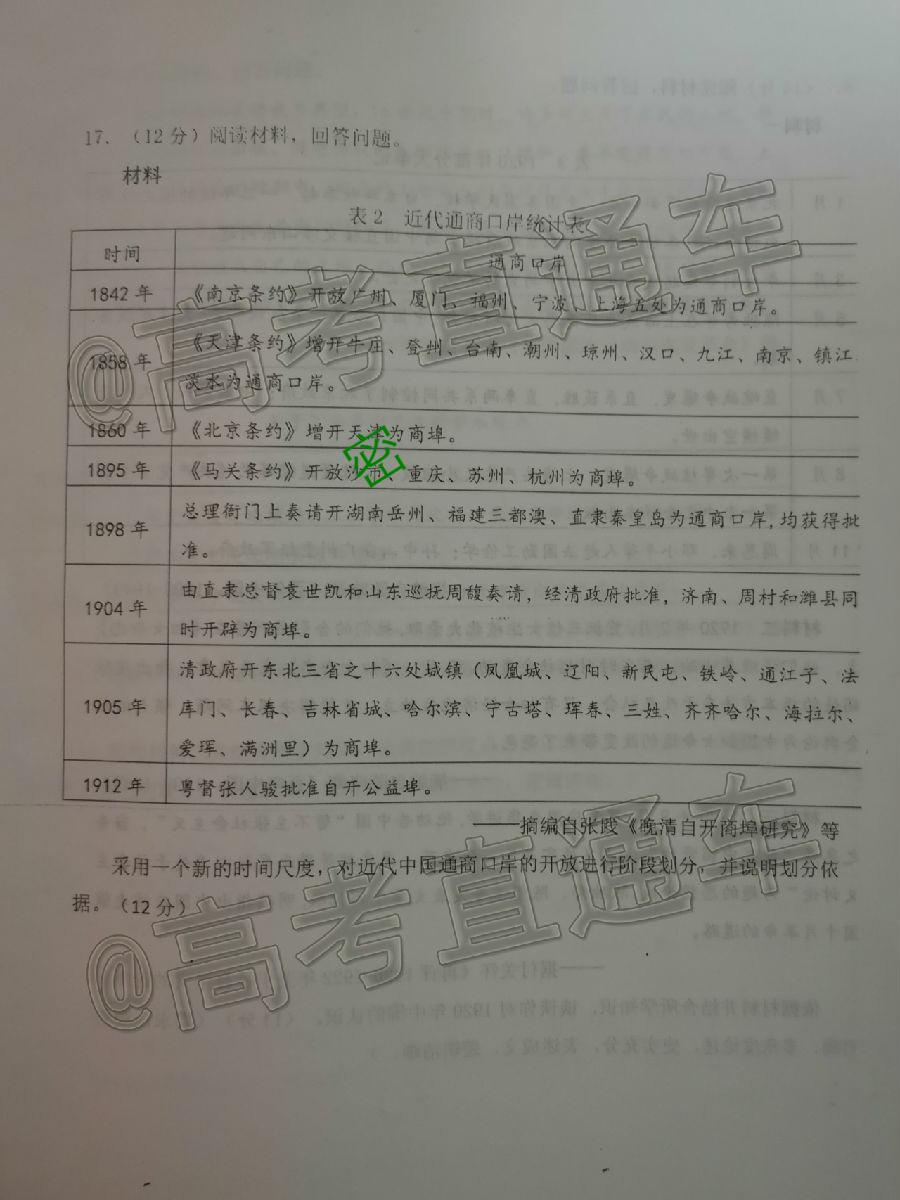 17. （12分）阅读材料，回答问题。
材料
表2 近代通商口岸统计表
时间 通商口岸
1842年 《南京条约》开放广州、厦门、福州、宁波、上海五处为通商口岸。
1858年 《天津条约》增开牛庄、登州、台南、潮州、琼州、汉口、九江、南京、镇江、
淡水为通商口岸。
1860年 《北京条约》增开天津为商埠。
1895年 《马关条约》开放沙市、重庆、苏州、杭州为商埠。
1898年 总理衙门上奏请开湖南岳州、福建三都澳、直隶秦皇岛为通商口岸,均获得批
准。
1904年 由直隶总督袁世凯和山东巡抚周馥奏请，经清政府批准，济南、周村和潍县同
时开辟为商埠。
1905年 清政府开东北三省之十六处城镇（凤凰城、辽阳、新民屯、铁岭、通江子、法
库门、长春、吉林省城、哈尔滨、宁古塔、珲春、三姓、齐齐哈尔、海拉尔、
爱珲、满洲里）为商埠。
1912年 粤督张人骏批准自开公益埠。
——摘编自张践《晚清自开商埠研究》等
采用一个新的时间尺度，对近代中国通商口岸的开放进行阶段划分，并说明划分依
据。（12分）
@高考直通车
密
@高考直通车